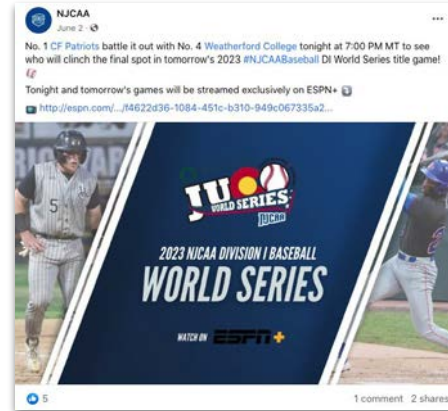 NJCAA
June 2 ·
No. 1 CF Patriots battle it out with No. 4 Weatherford College tonight at 7:00 PM MT to see
who will clinch the final spot in tomorrow's 2023 #NJCAABaseball DI World Series title game!
Tonight and tomorrow's games will be streamed exclusively on ESPN+
http://espn.com/.../f4622d36-1084-451c-b310-949c067335a2...
JUCO
WORLD SERIES
NJCAA
2023 NJCAA DIVISION I BASEBALL
WORLD SERIES
WATCH ON ESPN+
5
5
1 comment 2 shares